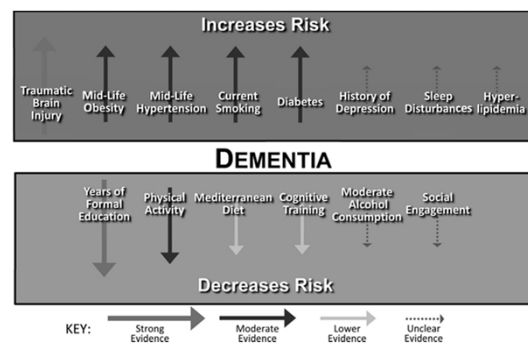 Increases Risk
Traumatic
Brain
Injury
Mid-Life
Obesity
Mid-Life
Hypertension
Current
Smoking
Diabetes
History of
Depression
Sleep
Disturbances
Hyper-
lipidemia
DEMENTIA
Years of
Formal
Education
Physical
Activity
Mediterranean
Diet
Cognitive
Training
Moderate
Alcohol
Consumption
Social
Engagement
Decreases Risk
KEY:
Strong
Evidence
Moderate
Evidence
Lower
Evidence
Unclear
Evidence